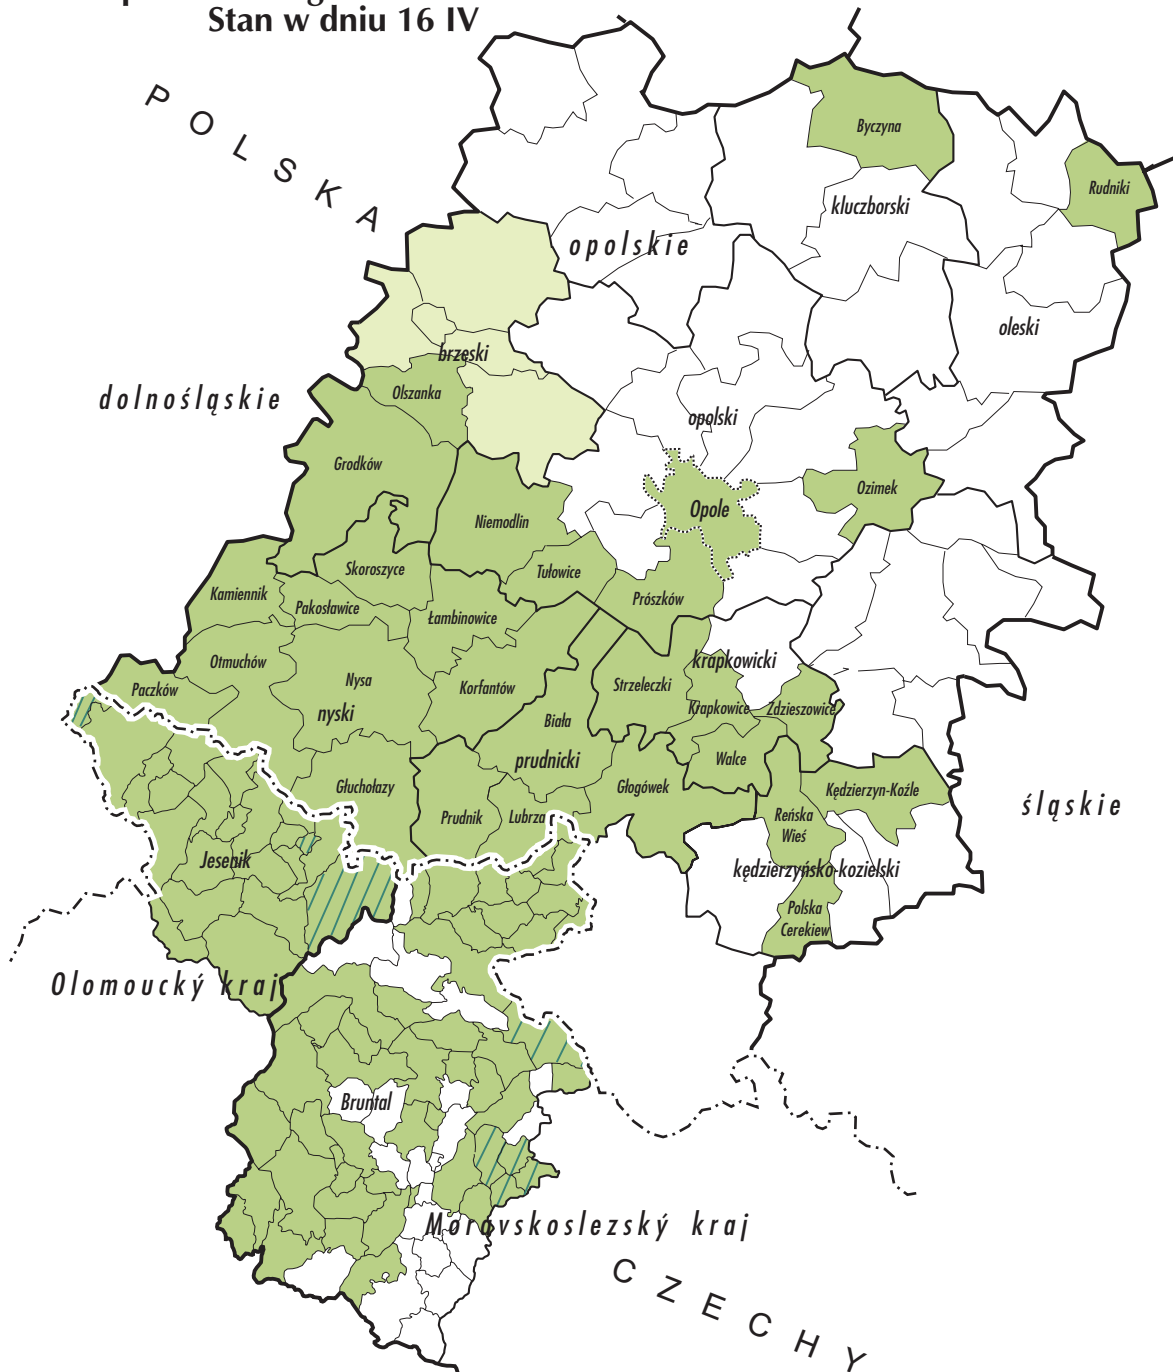 Stan w dniu 16 IV
POLSKA
Byczyna
Rudniki
kluczborski
opolskie
oleski
brzeski
dolnośląskie
Olszanka
opolski
Grodków
Ozimek
Niemodlin
Opole
Skoroszyce
Tułowice
Kamiennik
Pakosławice
Prószków
Łambinowice
Otmuchów
krapkowicki
Paczków
Nysa
Korfantów
Strzeleczki
nyski
Biała
Krapkowice
Zdzieszowice
prudnicki
Walce
Głuchołazy
Głogówek
Kędzierzyn-Koźle
śląskie
Prudnik
Lubrza
Reńska
Wieś
Jesenik
kędzierzyńsko-kozielski
Polska
Cerekiew
Olomoucký kraj
Bruntal
Moravskoslezský kraj
CZECHY